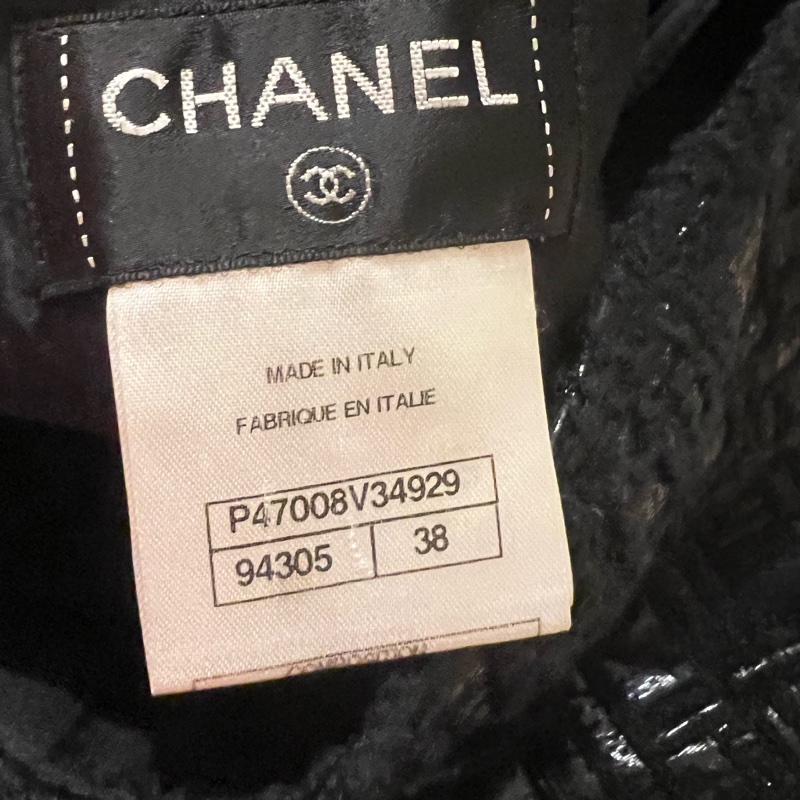 CHANEL
MADE IN ITALY
FABRIQUE EN ITALIE
P47008V34929
94305 38